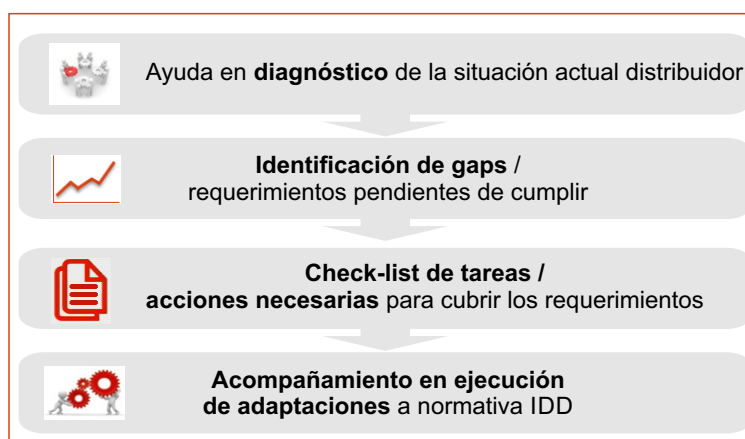 Ayuda en diagnóstico de la situación actual distribuidor
Identificación de gaps /
requerimientos pendientes de cumplir
Check-list de tareas /
acciones necesarias para cubrir los requerimientos
Acompañamiento en ejecución
de adaptaciones a normativa IDD